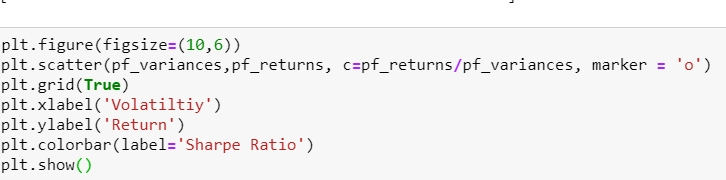 plt.figure(figsize=(10,6))
plt.scatter(pf_variances,pf_returns, c=pf_returns/pf_variances, marker = 'o')
plt.grid(True)
plt.xlabel('Volatiltiy')
plt.ylabel('Return')
plt.colorbar(label='Sharpe Ratio')
plt.show()